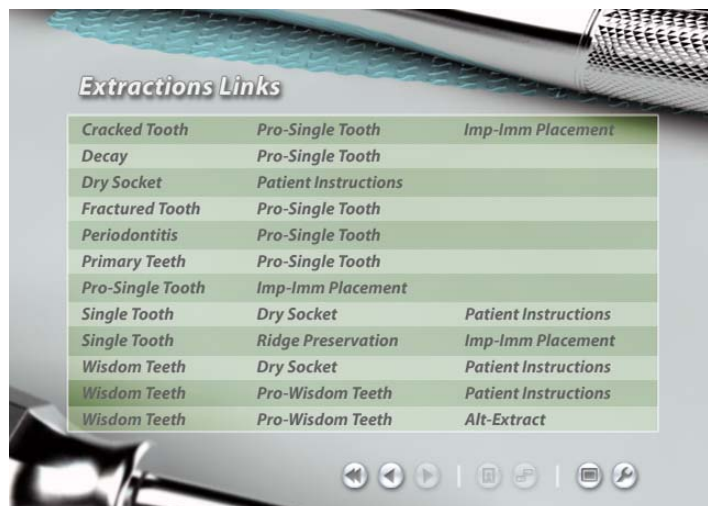 Extractions Links
Cracked Tooth Pro-Single Tooth Imp-Imm Placement
Decay Pro-Single Tooth
Dry Socket Patient Instructions
Fractured Tooth Pro-Single Tooth
Periodontitis Pro-Single Tooth
Primary Teeth Pro-Single Tooth
Pro-Single Tooth Imp-Imm Placement
Single Tooth Dry Socket Patient Instructions
Single Tooth Ridge Preservation Imp-Imm Placement
Wisdom Teeth Dry Socket Patient Instructions
Wisdom Teeth Pro-Wisdom Teeth Patient Instructions
Wisdom Teeth Pro-Wisdom Teeth Alt-Extract